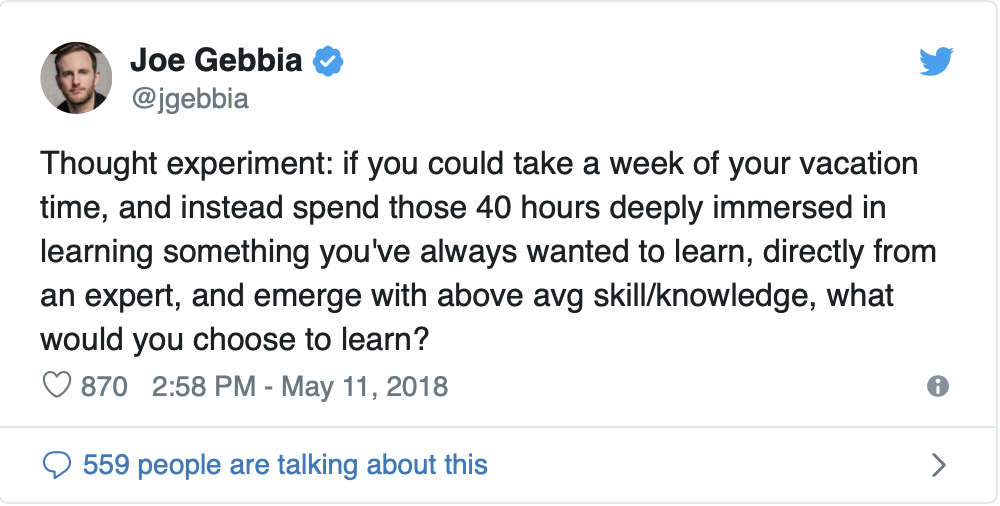 Joe Gebbia
@jgebbia
Thought experiment: if you could take a week of your vacation
time, and instead spend those 40 hours deeply immersed in
learning something you've always wanted to learn, directly from
an expert, and emerge with above avg skill/knowledge, what
would you choose to learn?
870 2:58 PM - May 11, 2018
559 people are talking about this